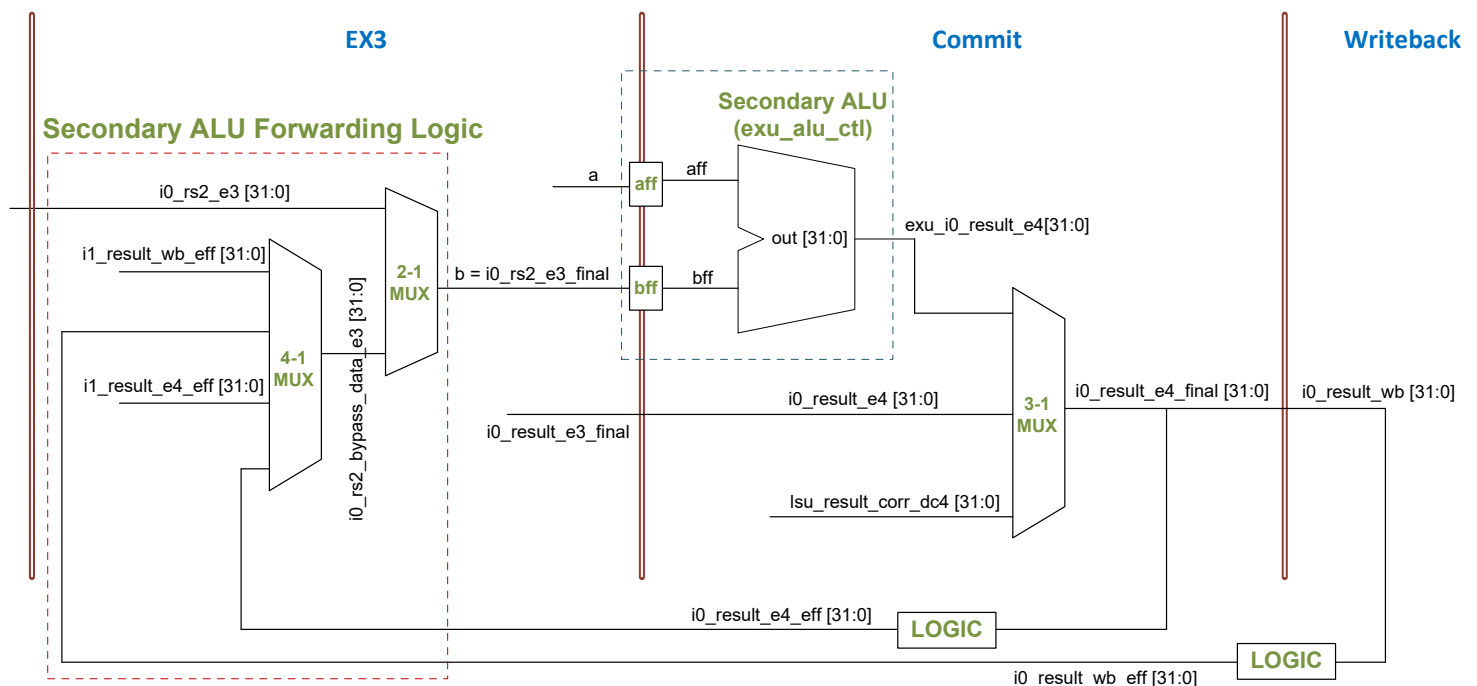 EX3
Commit
Writeback
Secondary ALU
(exu_alu_ctl)
Secondary ALU Forwarding Logic
a
aff
aff
i0_rs2_e3 [31:0]
exu_i0_result_e4[31:0]
out [31:0]
i1_result_wb_eff [31:0]
2-1
MUX
b = i0_rs2_e3_final
bff
bff
i0_rs2_bypass_data_e3 [31:0]
4-1
MUX
i1_result_e4_eff [31:0]
i0_result_e4 [31:0]
i0_result_e3_final
3-1
MUX
i0_result_e4_final [31:0]
i0_result_wb [31:0]
lsu_result_corr_dc4 [31:0]
i0_result_e4_eff [31:0]
LOGIC
LOGIC
i0_result_wb_eff [31:0]